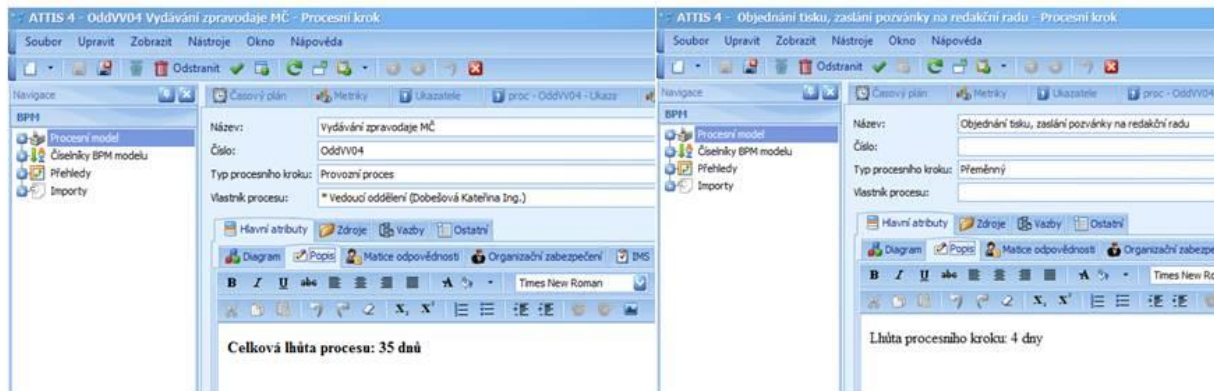 ATTIS 4 - OddVV04 Vydávání zpravodaje MČ - Procesní krok
Soubor Upravit Zobrazit Nástroje Okno Nápověda
Odstranit
Navigace
BPM
Procesní model
Číselníky BPM modelu
Přehledy
Importy
Časový plán Metriky Ukazatele proc - OddVV04 - Ukaza
Název: Vydávání zpravodaje MČ
Číslo: OddVV04
Typ procesního kroku: Provozní proces
Vlastník procesu: * Vedoucí oddělení (Dobešová Kateřina Ing.)
Hlavní atributy Zdroje Vazby Ostatní
Diagram Popis Matice odpovědnosti Organizační zabezpečení IMS
B I U abc A Times New Roman
X, X'
Celková lhůta procesu: 35 dnů
ATTIS 4 - Objednání tisku, zaslání pozvánky na redakční radu - Procesní krok
Soubor Upravit Zobrazit Nástroje Okno Nápověda
Odstranit
Navigace
BPM
Procesní model
Číselníky BPM modelu
Přehledy
Importy
Časový plán Metriky Ukazatele proc - OddVV04
Název: Objednání tisku, zaslání pozvánky na redakční radu
Číslo:
Typ procesního kroku: Přeměnný
Vlastník procesu:
Hlavní atributy Zdroje Vazby Ostatní
Diagram Popis Matice odpovědnosti Organizační zabezpeče
B I U abc A Times New Ro
X, X'
Lhůta procesního kroku: 4 dny